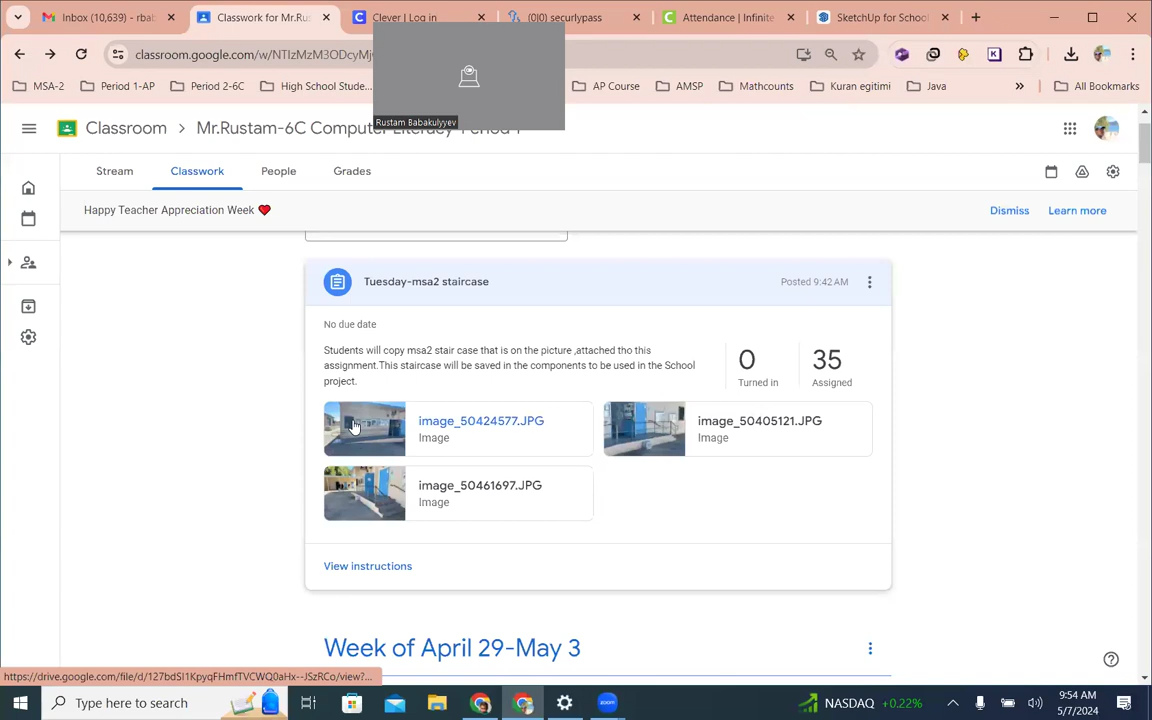 Inbox (10,639) - rba
Classwork for Mr.Rus
Clever | Log in
(0|0) securlypass
Attendance | Infinite
SketchUp for School
classroom.google.com/w/NTIzMzM3ODcyMj
MSA-2
Period 1-AP
Period 2-6C
High School Stude...
AP Course
AMSP
Mathcounts
Kuran egitimi
Java
All Bookmarks
Rustam Babakulyyev
Classroom > Mr.Rustam-6C Computer Literacy-Period 1
Stream
Classwork
People
Grades
Happy Teacher Appreciation Week ❤
Dismiss
Learn more
Tuesday-msa2 staircase
Posted 9:42 AM
No due date
Students will copy msa2 stair case that is on the picture ,attached tho this
assignment.This staircase will be saved in the components to be used in the School
project.
0
Turned in
35
Assigned
image_50424577.JPG
Image
image_50405121.JPG
Image
image_50461697.JPG
Image
View instructions
Week of April 29-May 3
https://drive.google.com/file/d/127bdSl1KpyqFHmfTVCWQ0aHx--JSzRCo/view?...
Type here to search
NASDAQ +0.22%
9:54 AM
5/7/2024